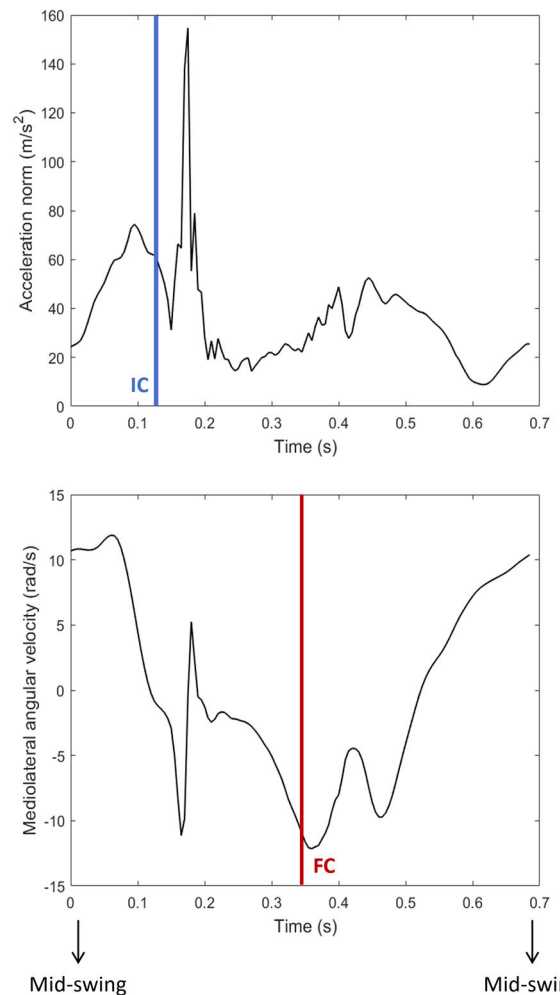 160
140
120
100
80
60
40
20
0
Acceleration norm (m/s²)
IC
0 0.1 0.2 0.3 0.4 0.5 0.6 0.7
Time (s)
15
10
5
0
-5
-10
-15
Mediolateral angular velocity (rad/s)
FC
0 0.1 0.2 0.3 0.4 0.5 0.6 0.7
Time (s)
Mid-swing Mid-swi